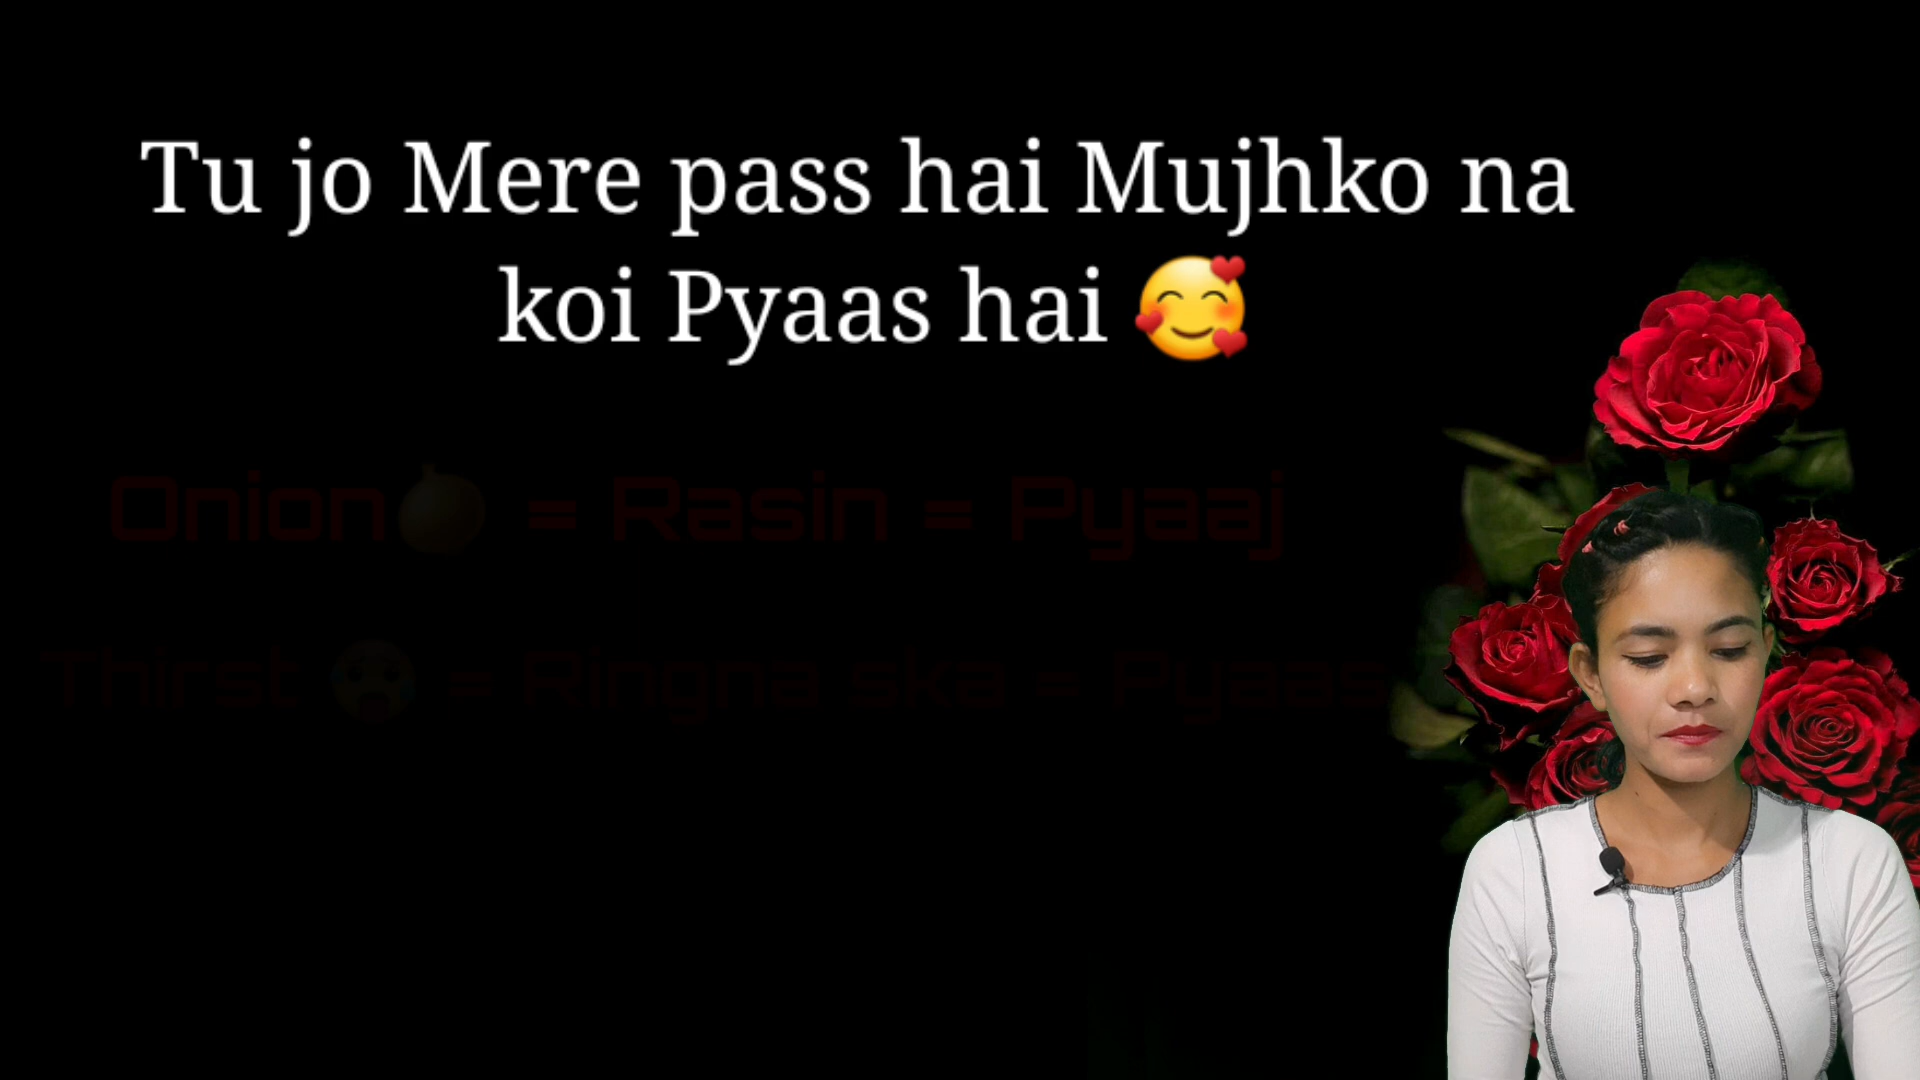 Tu jo Mere pass hai Mujhko na
koi Pyaas hai 🥰
Onion🧅 = Rasin = Pyaaj
Thirst 😲 = Ringna ska = Pyaas